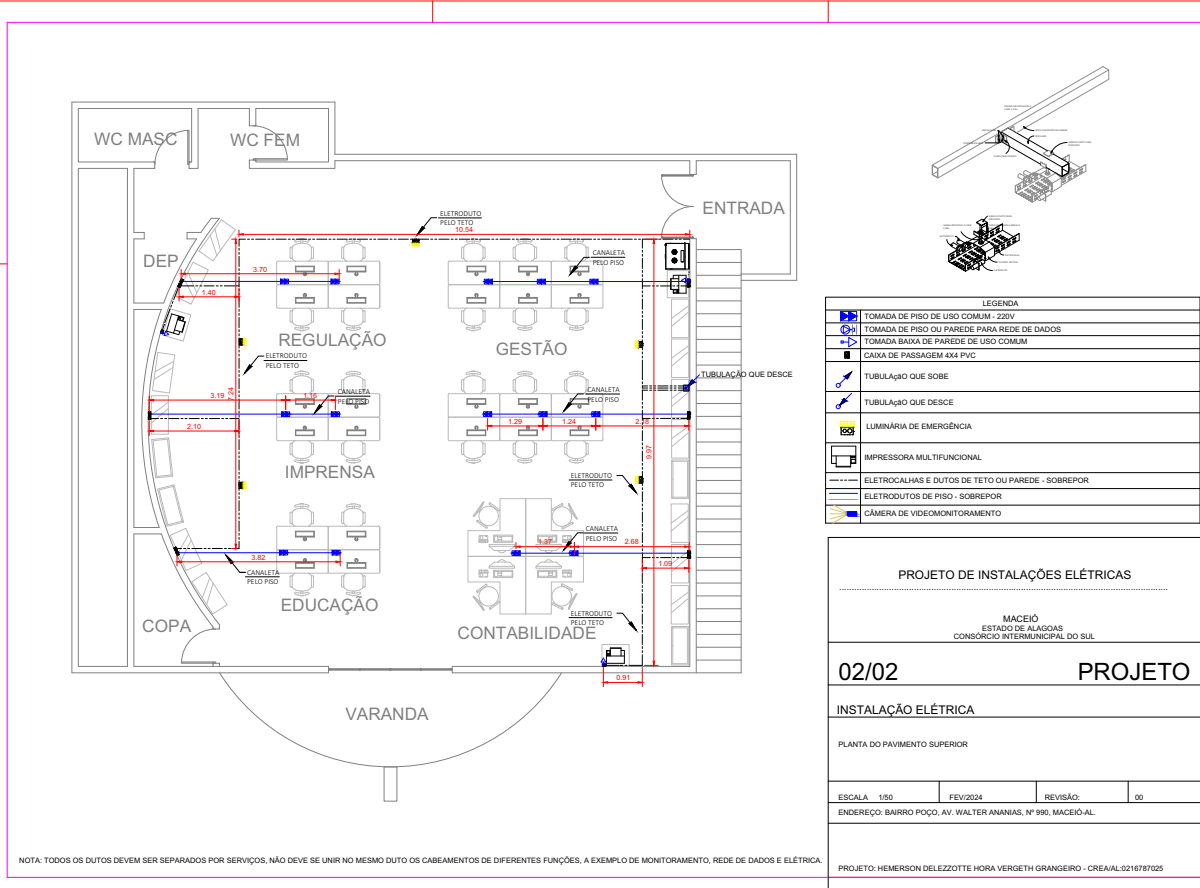 WC MASC
WC FEM
ENTRADA
ELETRODUTO
PELO TETO
10.54
CANALETA
PELO PISO
DEP
3.70
1.40
REGULAÇÃO
GESTÃO
ELETRODUTO
PELO TETO
TUBULAÇÃO QUE DESCE
7.24
3.19
1.16
CANALETA
PELO PISO
CANALETA
PELO PISO
2.10
1.29
1.24
2.18
9.97
IMPRENSA
ELETRODUTO
PELO TETO
CANALETA
PELO PISO
1.37
2.68
3.82
1.09
CANALETA
PELO PISO
EDUCAÇÃO
COPA
ELETRODUTO
PELO TETO
CONTABILIDADE
0.91
VARANDA
NOTA: TODOS OS DUTOS DEVEM SER SEPARADOS POR SERVIÇOS, NÃO DEVE SE UNIR NO MESMO DUTO OS CABEAMENTOS DE DIFERENTES FUNÇÕES, A EXEMPLO DE MONITORAMENTO, REDE DE DADOS E ELÉTRICA.
LEGENDA
TOMADA DE PISO DE USO COMUM - 220V
TOMADA DE PISO OU PAREDE PARA REDE DE DADOS
TOMADA BAIXA DE PAREDE DE USO COMUM
CAIXA DE PASSAGEM 4X4 PVC
TUBULAçãO QUE SOBE
TUBULAçãO QUE DESCE
LUMINÁRIA DE EMERGÊNCIA
IMPRESSORA MULTIFUNCIONAL
ELETROCALHAS E DUTOS DE TETO OU PAREDE - SOBREPOR
ELETRODUTOS DE PISO - SOBREPOR
CÂMERA DE VIDEOMONITORAMENTO
PROJETO DE INSTALAÇÕES ELÉTRICAS
MACEIÓ
ESTADO DE ALAGOAS
CONSÓRCIO INTERMUNICIPAL DO SUL
02/02 PROJETO
INSTALAÇÃO ELÉTRICA
PLANTA DO PAVIMENTO SUPERIOR
ESCALA 1/50 FEV/2024 REVISÃO: 00
ENDEREÇO: BAIRRO POÇO, AV. WALTER ANANIAS, Nº 990, MACEIÓ-AL.
PROJETO: HEMERSON DELEZZOTTE HORA VERGETH GRANGEIRO - CREA/AL:0216787025